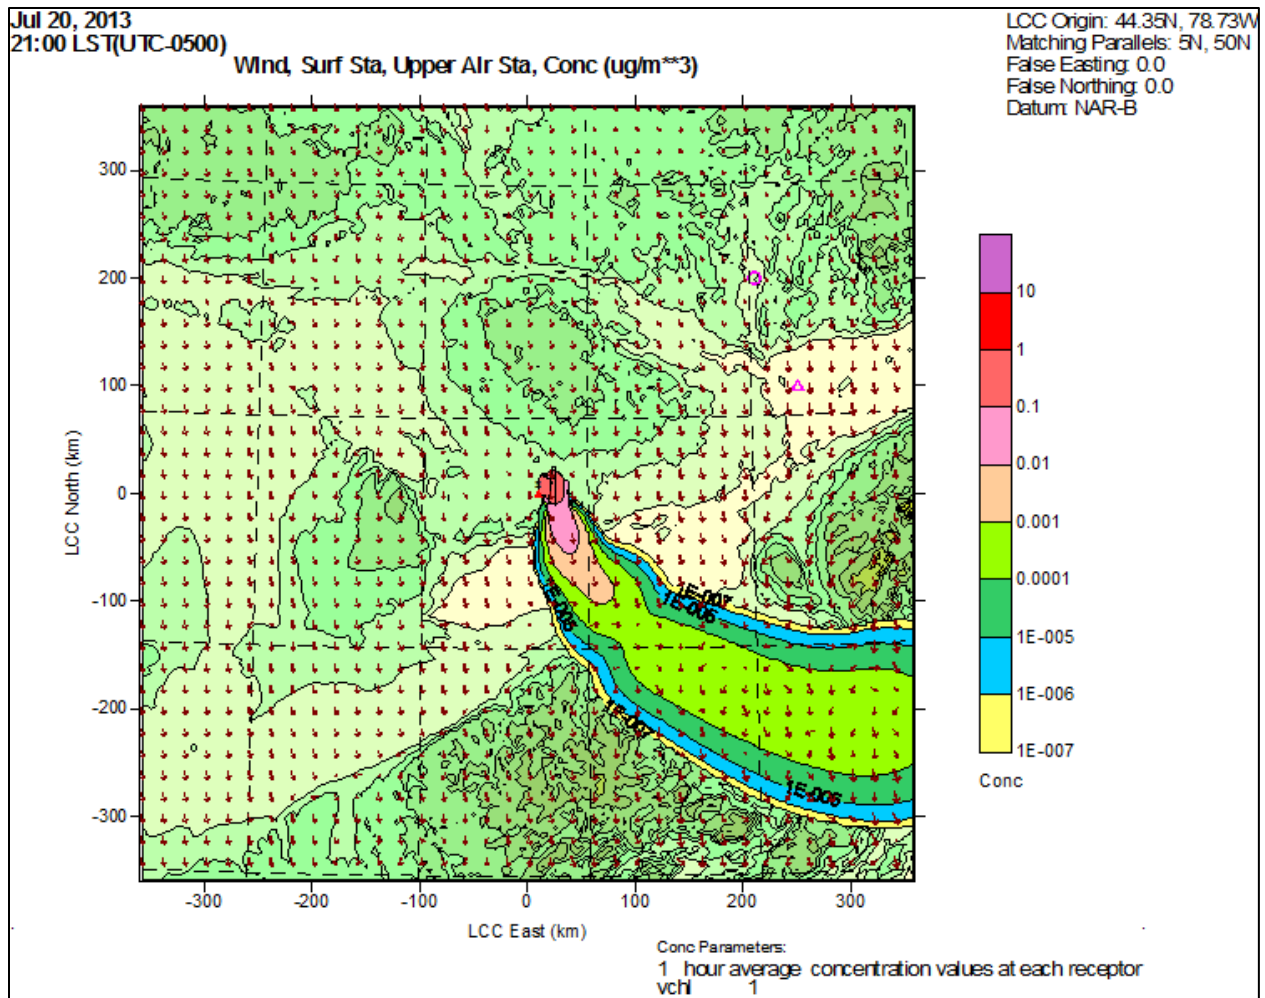 Jul 20, 2013
21:00 LST(UTC-0500)
Wind, Surf Sta, Upper Air Sta, Conc (ug/m**3)
LCC Origin: 44.35N, 78.73W
Matching Parallels: 5N, 50N
False Easting: 0.0
False Northing: 0.0
Datum: NAR-B
300
200
100
0
-100
-200
-300
LCC North (km)
1E-007
1E-006
1E-006
1E-007
1E-006
-300
-200
-100
0
100
200
300
LCC East (km)
10
1
0.1
0.01
0.001
0.0001
1E-005
1E-006
1E-007
Conc
Conc Parameters:
1 hour average concentration values at each receptor
vchl 1